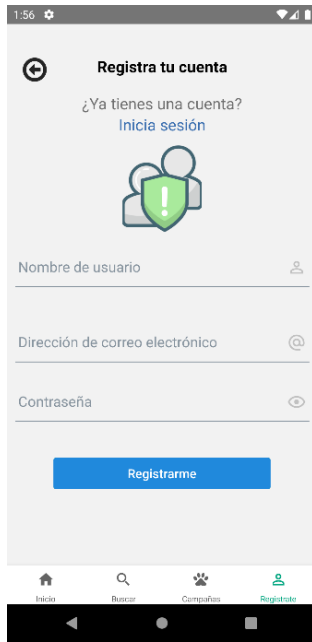 1:56
Registra tu cuenta
¿Ya tienes una cuenta?
Inicia sesión
Nombre de usuario
Dirección de correo electrónico
Contraseña
Registrarme
Inicio Buscar Campañas Registrate